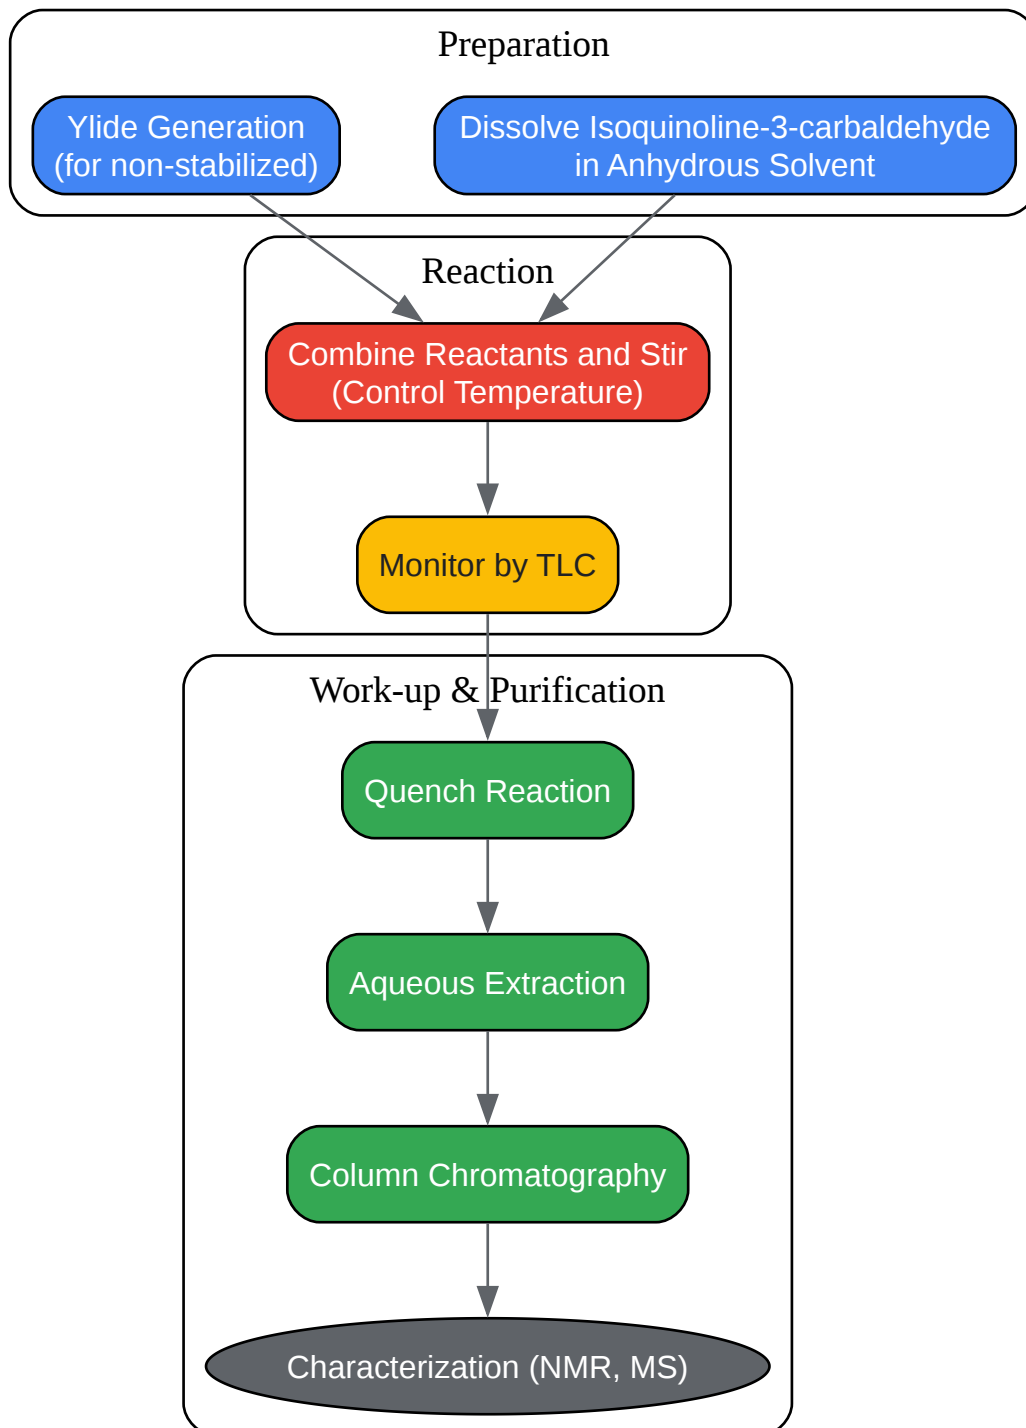 Preparation
Ylide Generation
(for non-stabilized)
Dissolve Isoquinoline-3-carbaldehyde
in Anhydrous Solvent
Reaction
Combine Reactants and Stir
(Control Temperature)
Monitor by TLC
Work-up & Purification
Quench Reaction
Aqueous Extraction
Column Chromatography
Characterization (NMR, MS)